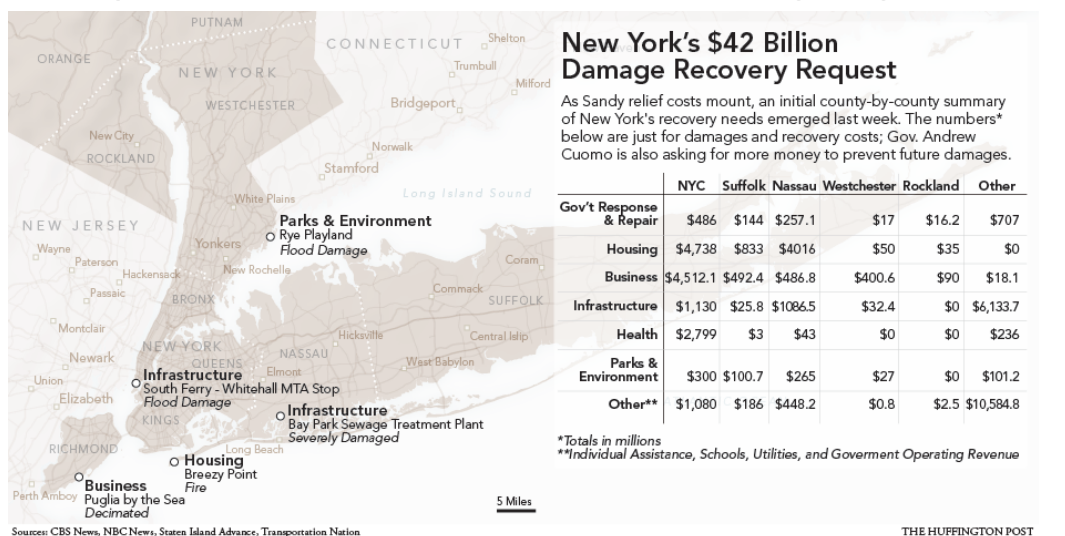 New York's $42 Billion
Damage Recovery Request
As Sandy relief costs mount, an initial county-by-county summary
of New York's recovery needs emerged last week. The numbers*
below are just for damages and recovery costs; Gov. Andrew
Cuomo is also asking for more money to prevent future damages.
NYC Suffolk Nassau Westchester Rockland Other
Gov't Response
& Repair $486 $144 $257.1 $17 $16.2 $707
Housing $4,738 $833 $4016 $50 $35 $0
Business $4,512.1 $492.4 $486.8 $400.6 $90 $18.1
Infrastructure $1,130 $25.8 $1086.5 $32.4 $0 $6,133.7
Health $2,799 $3 $43 $0 $0 $236
Parks &
Environment $300 $100.7 $265 $27 $0 $101.2
Other** $1,080 $186 $448.2 $0.8 $2.5 $10,584.8
*Totals in millions
**Individual Assistance, Schools, Utilities, and Goverment Operating Revenue
PUTNAM
ORANGE
CONNECTICUT
Shelton
NEW YORK
Trumbull
Milford
WESTCHESTER
Bridgeport
New City
ROCKLAND
Norwalk
Stamford
White Plains
Long Island Sound
NEW JERSEY
Parks & Environment
Rye Playland
Flood Damage
Yonkers
Wayne
Paterson
Hackensack
New Rochelle
Coram
Passaic
BRONX
Commack
SUFFOLK
Montclair
Hicksville
Central Islip
NEW YORK
QUEENS
NASSAU
Newark
Elmont
West Babylon
Union
Elizabeth
Infrastructure
South Ferry - Whitehall MTA Stop
Flood Damage
Infrastructure
Bay Park Sewage Treatment Plant
Severely Damaged
KINGS
RICHMOND
Long Beach
Housing
Breezy Point
Fire
Perth Amboy
Business
Puglia by the Sea
Decimated
5 Miles
Sources: CBS News, NBC News, Staten Island Advance, Transportation Nation
THE HUFFINGTON POST